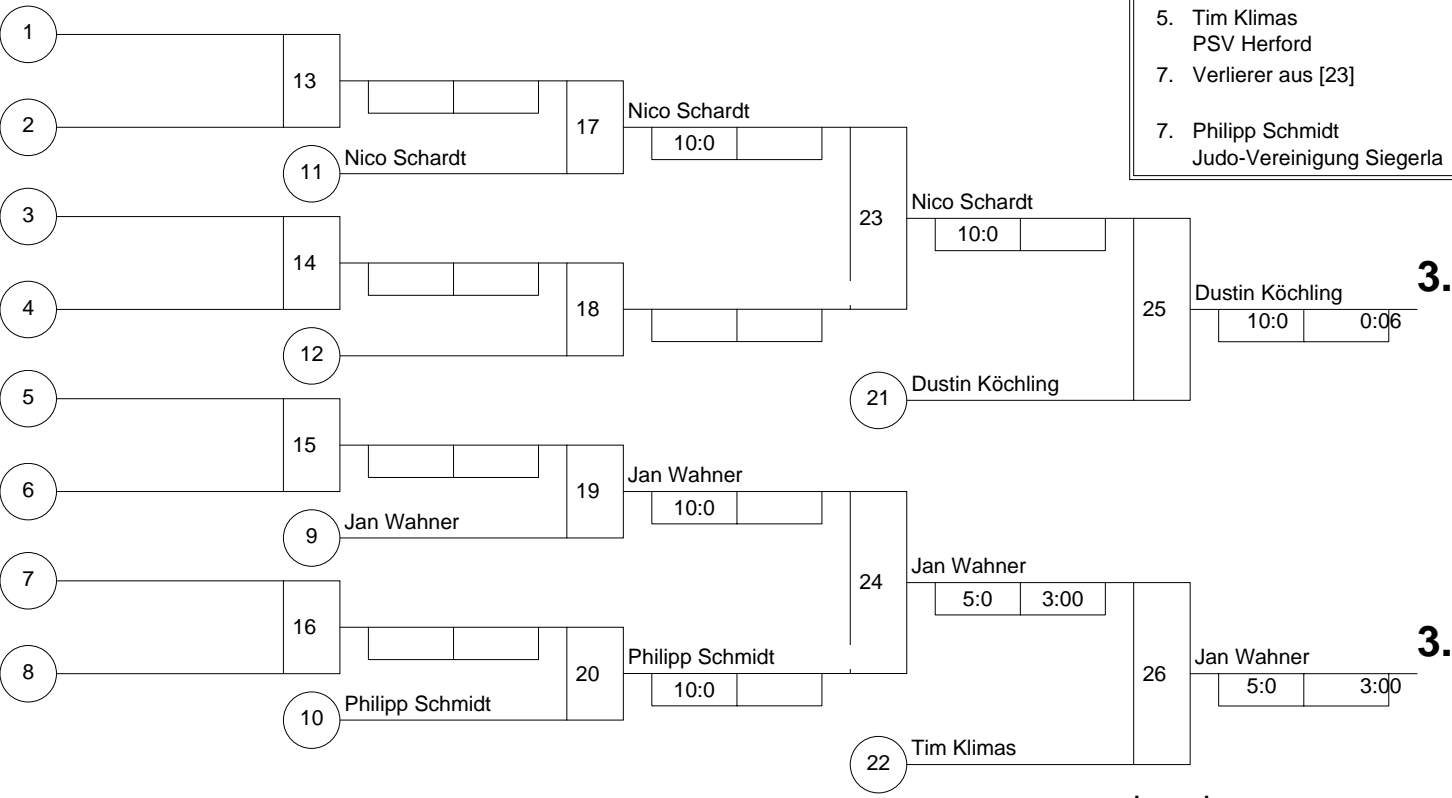 5. Tim Klimas
PSV Herford
7. Verlierer aus [23]
7. Philipp Schmidt
Judo-Vereinigung Siegerla
1
13
2
17
Nico Schardt
10:0
11
Nico Schardt
3
23
Nico Schardt
10:0
14
4
18
25
Dustin Köchling
3.
10:0
0:06
12
5
21
Dustin Köchling
15
6
19
Jan Wahner
10:0
9
Jan Wahner
7
24
Jan Wahner
5:0
3:00
16
8
20
Philipp Schmidt
10:0
26
Jan Wahner
3.
5:0
3:00
10
Philipp Schmidt
22
Tim Klimas